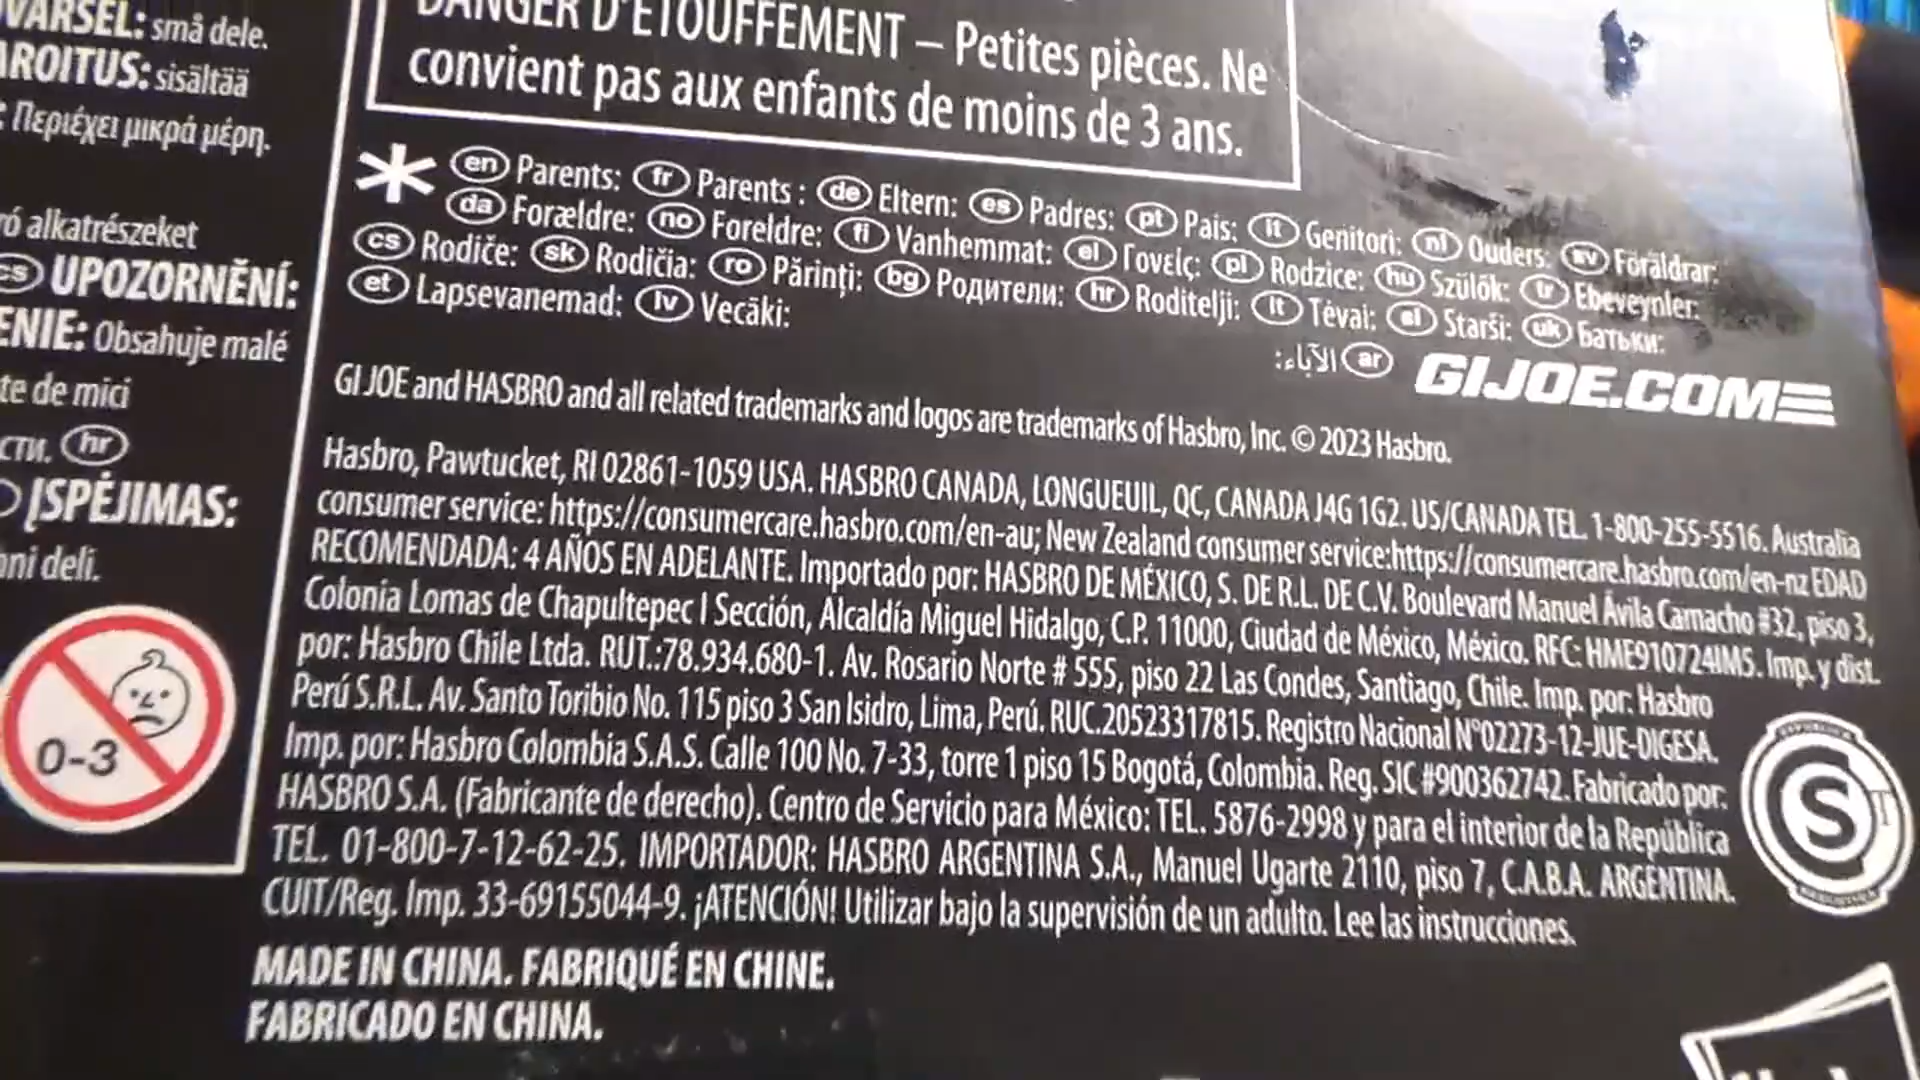 VARSEL: små dele.
AROITUS: sisältää
: Περιέχει μικρά μέρη.
ró alkatrészeket
cs UPOZORNĚNÍ:
ENIE: Obsahuje malé
te de mici
сти. hr
ĮSPĖJIMAS:
ani deli.
0-3
DANGER D'ÉTOUFFEMENT – Petites pièces. Ne
convient pas aux enfants de moins de 3 ans.
* en Parents: fr Parents : de Eltern: es Padres: pt Pais: it Genitori: nl Ouders: sv Föräldrar:
da Forældre: no Foreldre: fi Vanhemmat: el Γονείς: pl Rodzice: hu Szülők: tr Ebeveynler:
cs Rodiče: sk Rodičia: ro Părinți: bg Родители: hr Roditelji: lt Tėvai: sl Starši: uk Батьки:
et Lapsevanemad: lv Vecāki:
ar الآباء:
GIJOE.COM
GI JOE and HASBRO and all related trademarks and logos are trademarks of Hasbro, Inc. © 2023 Hasbro.
Hasbro, Pawtucket, RI 02861-1059 USA. HASBRO CANADA, LONGUEUIL, QC, CANADA J4G 1G2. US/CANADA TEL. 1-800-255-5516. Australia
consumer service: https://consumercare.hasbro.com/en-au; New Zealand consumer service:https://consumercare.hasbro.com/en-nz EDAD
RECOMENDADA: 4 AÑOS EN ADELANTE. Importado por: HASBRO DE MÉXICO, S. DE R.L. DE C.V. Boulevard Manuel Ávila Camacho #32, piso 3,
Colonia Lomas de Chapultepec I Sección, Alcaldía Miguel Hidalgo, C.P. 11000, Ciudad de México, México. RFC: HME910724IM5. Imp. y dist.
por: Hasbro Chile Ltda. RUT.:78.934.680-1. Av. Rosario Norte # 555, piso 22 Las Condes, Santiago, Chile. Imp. por: Hasbro
Perú S.R.L. Av. Santo Toribio No. 115 piso 3 San Isidro, Lima, Perú. RUC.20523317815. Registro Nacional N°02273-12-JUE-DIGESA.
Imp. por: Hasbro Colombia S.A.S. Calle 100 No. 7-33, torre 1 piso 15 Bogotá, Colombia. Reg. SIC #900362742. Fabricado por:
HASBRO S.A. (Fabricante de derecho). Centro de Servicio para México: TEL. 5876-2998 y para el interior de la República
TEL. 01-800-7-12-62-25. IMPORTADOR: HASBRO ARGENTINA S.A., Manuel Ugarte 2110, piso 7, C.A.B.A. ARGENTINA.
CUIT/Reg. Imp. 33-69155044-9. ¡ATENCIÓN! Utilizar bajo la supervisión de un adulto. Lee las instrucciones.
MADE IN CHINA. FABRIQUÉ EN CHINE.
FABRICADO EN CHINA.